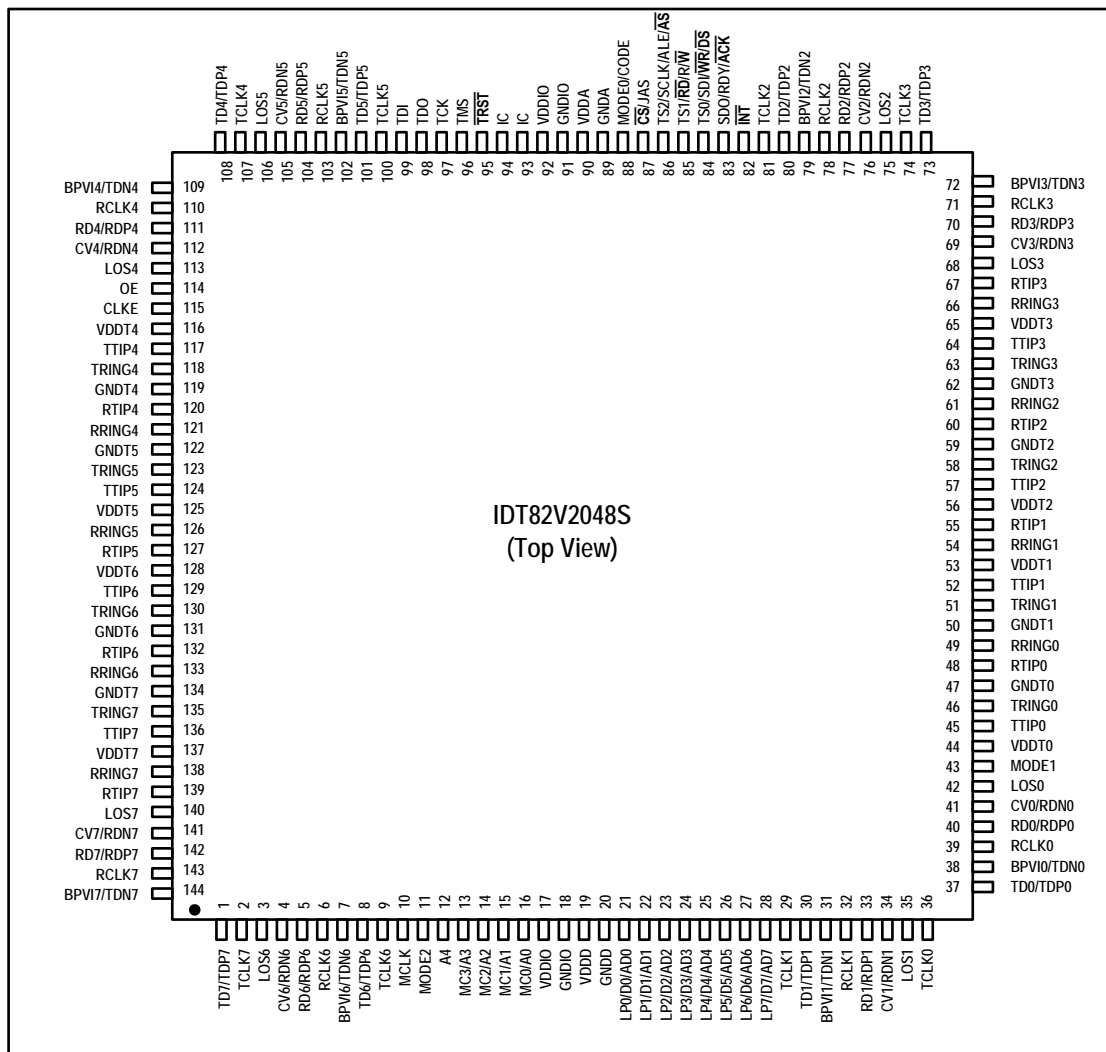 TD4/TDP4
TCLK4
LOS5
CV5/RDN5
RD5/RDP5
RCLK5
BPVI5/TDN5
TD5/TDP5
TCLK5
TDI
TDO
TCK
TMS
TRST
IC
IC
VDDIO
GNDIO
VDDA
GNDA
MODE0/CODE
CS/JAS
TS2/SCLK/ALE/AS
TS1/RD/R/W
TS0/SDI/WR/DS
SDO/RDY/ACK
INT
TCLK2
TD2/TDP2
BPVI2/TDN2
RCLK2
RD2/RDP2
CV2/RDN2
LOS2
TCLK3
TD3/TDP3
108
107
106
105
104
103
102
101
100
99
98
97
96
95
94
93
92
91
90
89
88
87
86
85
84
83
82
81
80
79
78
77
76
75
74
73
BPVI4/TDN4 109
RCLK4 110
RD4/RDP4 111
CV4/RDN4 112
LOS4 113
OE 114
CLKE 115
VDDT4 116
TTIP4 117
TRING4 118
GNDT4 119
RTIP4 120
RRING4 121
GNDT5 122
TRING5 123
TTIP5 124
VDDT5 125
RRING5 126
RTIP5 127
VDDT6 128
TTIP6 129
TRING6 130
GNDT6 131
RTIP6 132
RRING6 133
GNDT7 134
TRING7 135
TTIP7 136
VDDT7 137
RRING7 138
RTIP7 139
LOS7 140
CV7/RDN7 141
RD7/RDP7 142
RCLK7 143
BPVI7/TDN7 144
IDT82V2048S
(Top View)
72 BPVI3/TDN3
71 RCLK3
70 RD3/RDP3
69 CV3/RDN3
68 LOS3
67 RTIP3
66 RRING3
65 VDDT3
64 TTIP3
63 TRING3
62 GNDT3
61 RRING2
60 RTIP2
59 GNDT2
58 TRING2
57 TTIP2
56 VDDT2
55 RTIP1
54 RRING1
53 VDDT1
52 TTIP1
51 TRING1
50 GNDT1
49 RRING0
48 RTIP0
47 GNDT0
46 TRING0
45 TTIP0
44 VDDT0
43 MODE1
42 LOS0
41 CV0/RDN0
40 RD0/RDP0
39 RCLK0
38 BPVI0/TDN0
37 TD0/TDP0
1
2
3
4
5
6
7
8
9
10
11
12
13
14
15
16
17
18
19
20
21
22
23
24
25
26
27
28
29
30
31
32
33
34
35
36
TD7/TDP7
TCLK7
LOS6
CV6/RDN6
RD6/RDP6
RCLK6
BPVI6/TDN6
TD6/TDP6
TCLK6
MCLK
MODE2
A4
MC3/A3
MC2/A2
MC1/A1
MC0/A0
VDDIO
GNDIO
VDDD
GNDD
LP0/D0/AD0
LP1/D1/AD1
LP2/D2/AD2
LP3/D3/AD3
LP4/D4/AD4
LP5/D5/AD5
LP6/D6/AD6
LP7/D7/AD7
TCLK1
TD1/TDP1
BPVI1/TDN1
RCLK1
RD1/RDP1
CV1/RDN1
LOS1
TCLK0